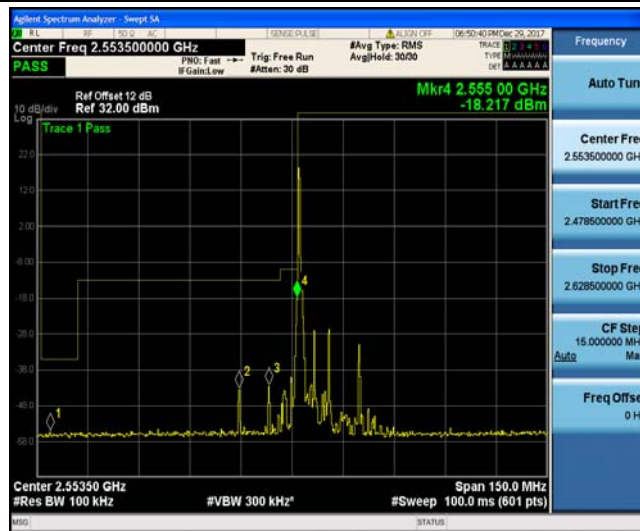 Agilent Spectrum Analyzer - Swept SA
RL RF 50 Ω AC SENSE:PULSE ALIGN OFF 06:50:40 PM Dec 29, 2017
Center Freq 2.553500000 GHz
PASS
PNO: Fast
IFGain:Low
Trig: Free Run
#Atten: 30 dB
#Avg Type: RMS
Avg|Hold: 30/30
TRACE 1 2 3 4 5 6
TYPE
DET A A A A A A
Ref Offset 12 dB
10 dB/div Ref 32.00 dBm
Log
Mkr4 2.555 00 GHz
-18.217 dBm
Trace 1 Pass
22.0
12.0
2.00
-8.00
-18.0
-28.0
-38.0
-48.0
-58.0
1
2
3
4
Center 2.55350 GHz
Span 150.0 MHz
#Res BW 100 kHz
#VBW 300 kHz*
#Sweep 100.0 ms (601 pts)
MSG
STATUS
Frequency
Auto Tun
Center Fre
2.553500000 GH
Start Fre
2.478500000 GH
Stop Fre
2.628500000 GH
CF Ste
15.000000 MH
Auto Ma
Freq Offse
0 H